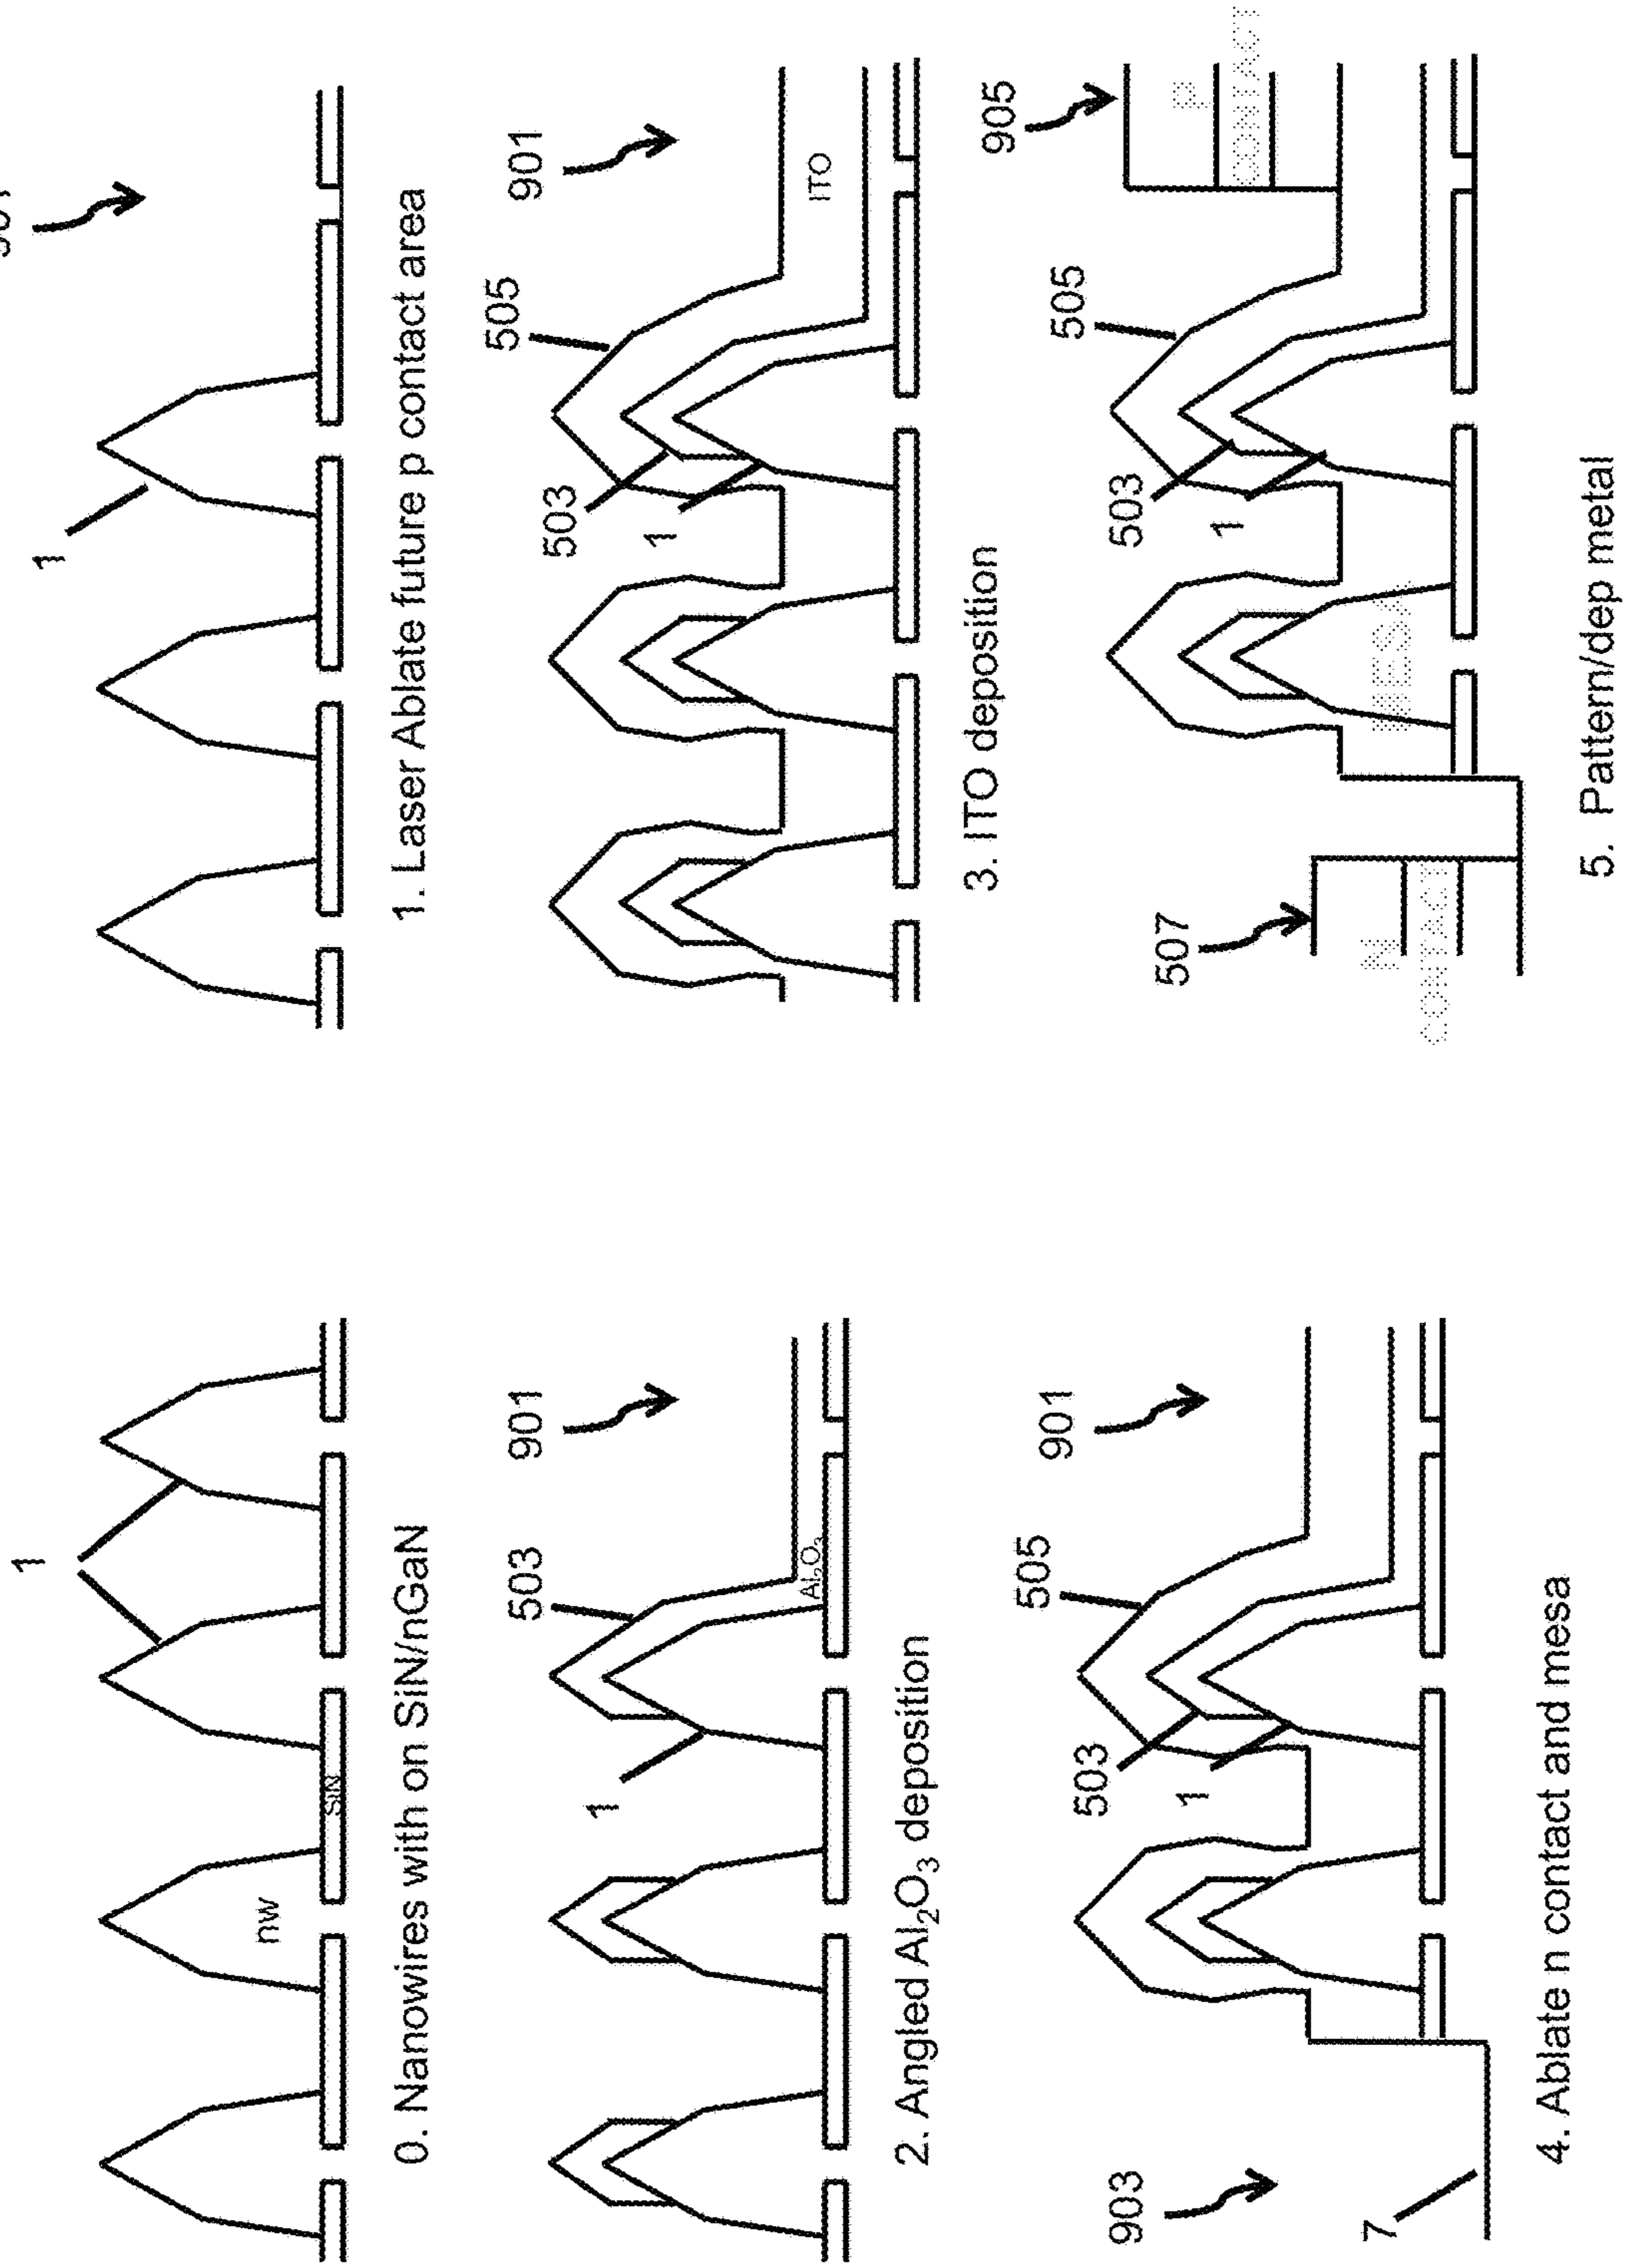 1
nw
SiN
0. Nanowires with on SiN/nGaN
1
1. Laser Ablate future p contact area
503
901
1
Al₂O₃
2. Angled Al₂O₃ deposition
505
901
503
1
ITO
3. ITO deposition
903
505
901
503
1
7
4. Ablate n contact and mesa
507
N
CONTACT
MESA
503
1
505
905
P
CONTACT
5. Pattern/dep metal